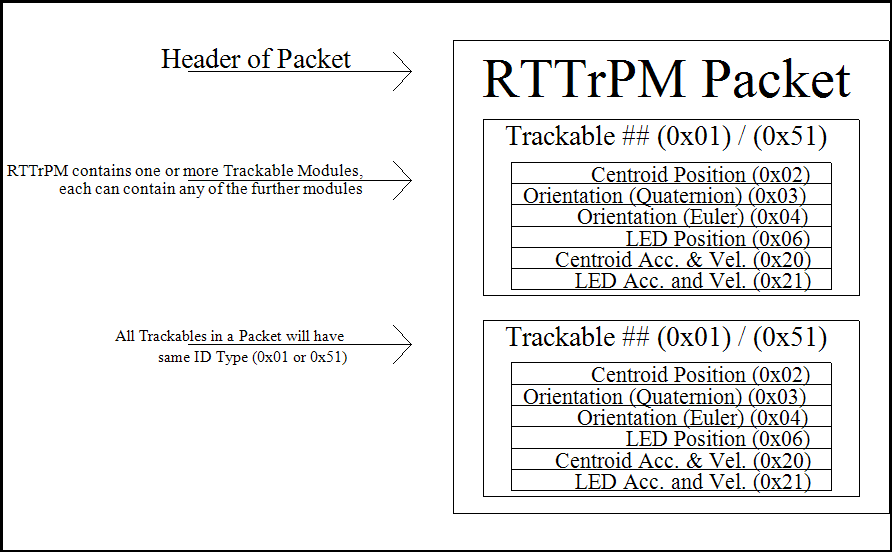 Header of Packet
RTTrPM Packet
Trackable ## (0x01) / (0x51)
RTTrPM contains one or more Trackable Modules,
each can contain any of the further modules
Centroid Position (0x02)
Orientation (Quaternion) (0x03)
Orientation (Euler) (0x04)
LED Position (0x06)
Centroid Acc. & Vel. (0x20)
LED Acc. and Vel. (0x21)
All Trackables in a Packet will have
same ID Type (0x01 or 0x51)
Trackable ## (0x01) / (0x51)
Centroid Position (0x02)
Orientation (Quaternion) (0x03)
Orientation (Euler) (0x04)
LED Position (0x06)
Centroid Acc. & Vel. (0x20)
LED Acc. and Vel. (0x21)